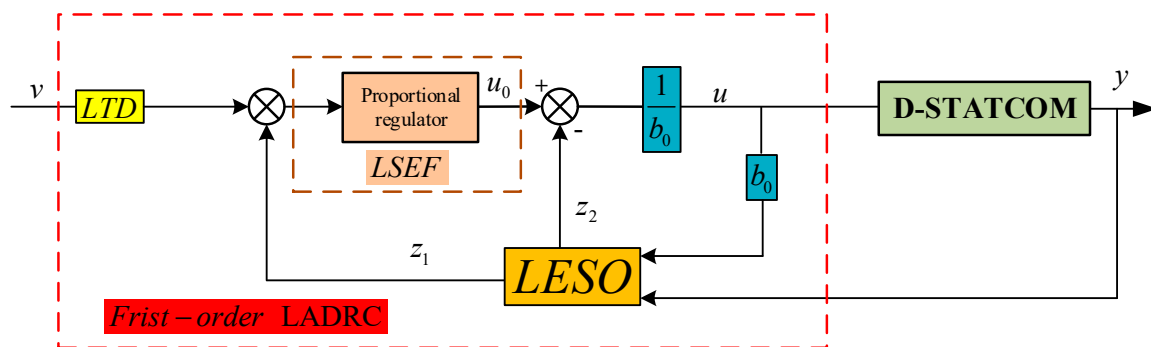 v
LTD
Proportional
regulator
LSEF
u₀
+
-
1
b₀
u
b₀
D-STATCOM
y
z₂
z₁
LESO
Frist-order LADRC